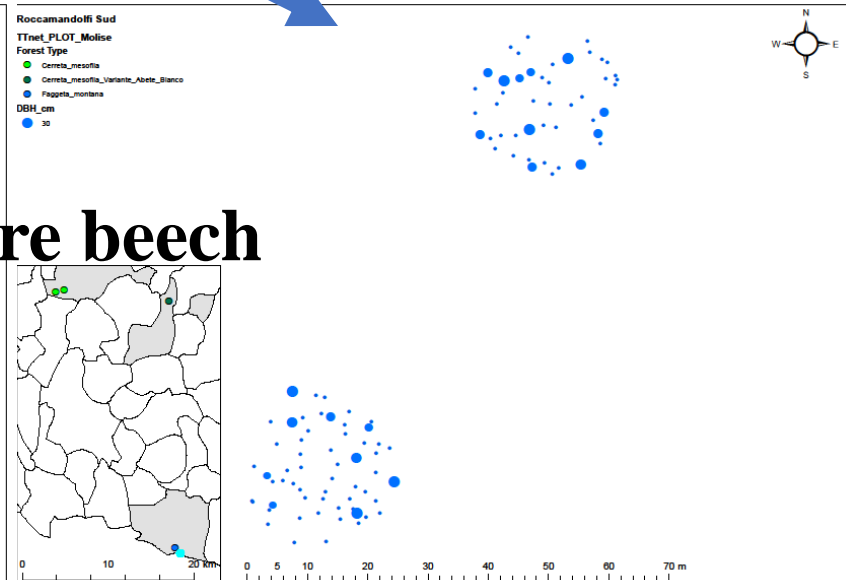 Roccamandolfi Sud
TTnet_PLOT_Molise
Forest Type
Cerreta_mesofila
Cerreta_mesofila_Variante_Abete_Bianco
Faggeta_montana
DBH_cm
30
N
W E
S
re beech
0 10 20 km
0 5 10 20 30 40 50 60 70 m